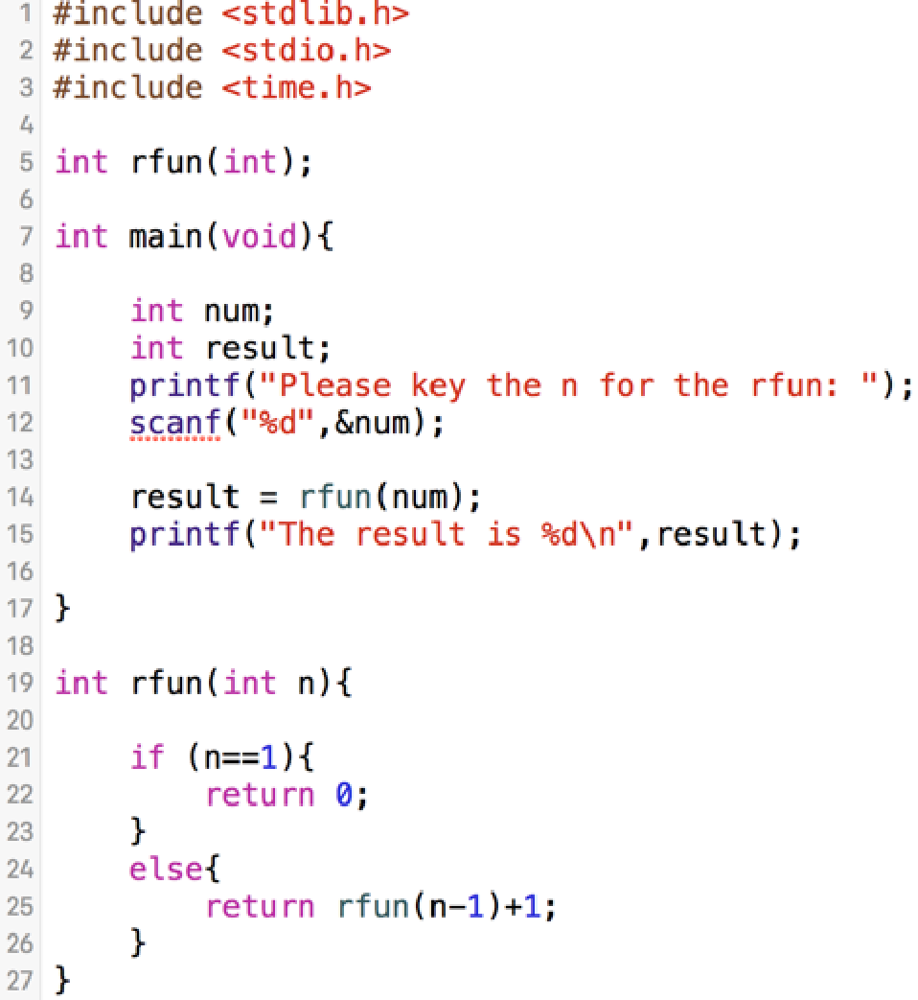 1 #include <stdlib.h>
2 #include <stdio.h>
3 #include <time.h>
4
5 int rfun(int);
6
7 int main(void){
8
9     int num;
10     int result;
11     printf("Please key the n for the rfun: ");
12     scanf("%d",&num);
13
14     result = rfun(num);
15     printf("The result is %d\n",result);
16
17 }
18
19 int rfun(int n){
20
21     if (n==1){
22         return 0;
23     }
24     else{
25         return rfun(n-1)+1;
26     }
27 }